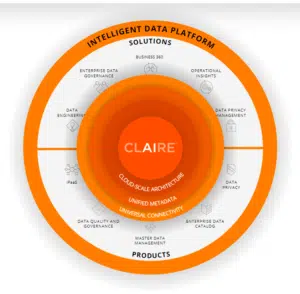 INTELLIGENT DATA PLATFORM
SOLUTIONS
BUSINESS 360
ENTERPRISE DATA
GOVERNANCE
OPERATIONAL
INSIGHTS
DATA
ENGINEERING
DATA PRIVACY
MANAGEMENT
CLAIRE
CLOUD-SCALE ARCHITECTURE
UNIFIED METADATA
UNIVERSAL CONNECTIVITY
iPaaS
DATA
PRIVACY
DATA QUALITY AND
GOVERNANCE
ENTERPRISE DATA
CATALOG
MASTER DATA
MANAGEMENT
PRODUCTS